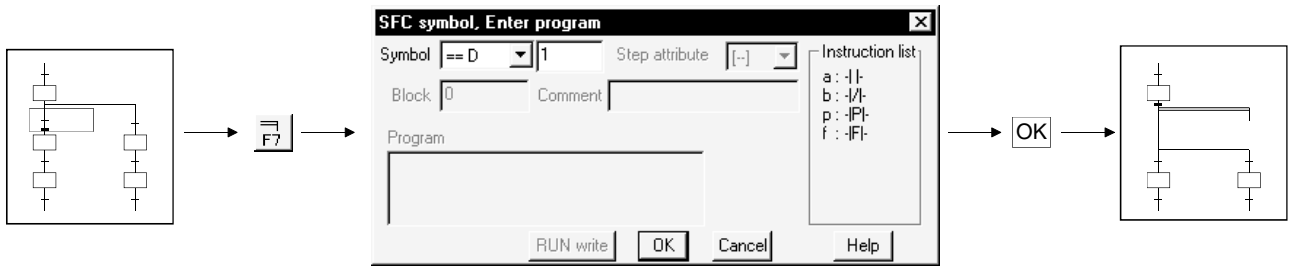 SFC symbol, Enter program
Symbol == D 1 Step attribute [--]
Block 0 Comment
Program
Instruction list
a : -| |-
b : -|/|-
p : -|P|-
f : -|F|-
RUN write OK Cancel Help
F7
OK